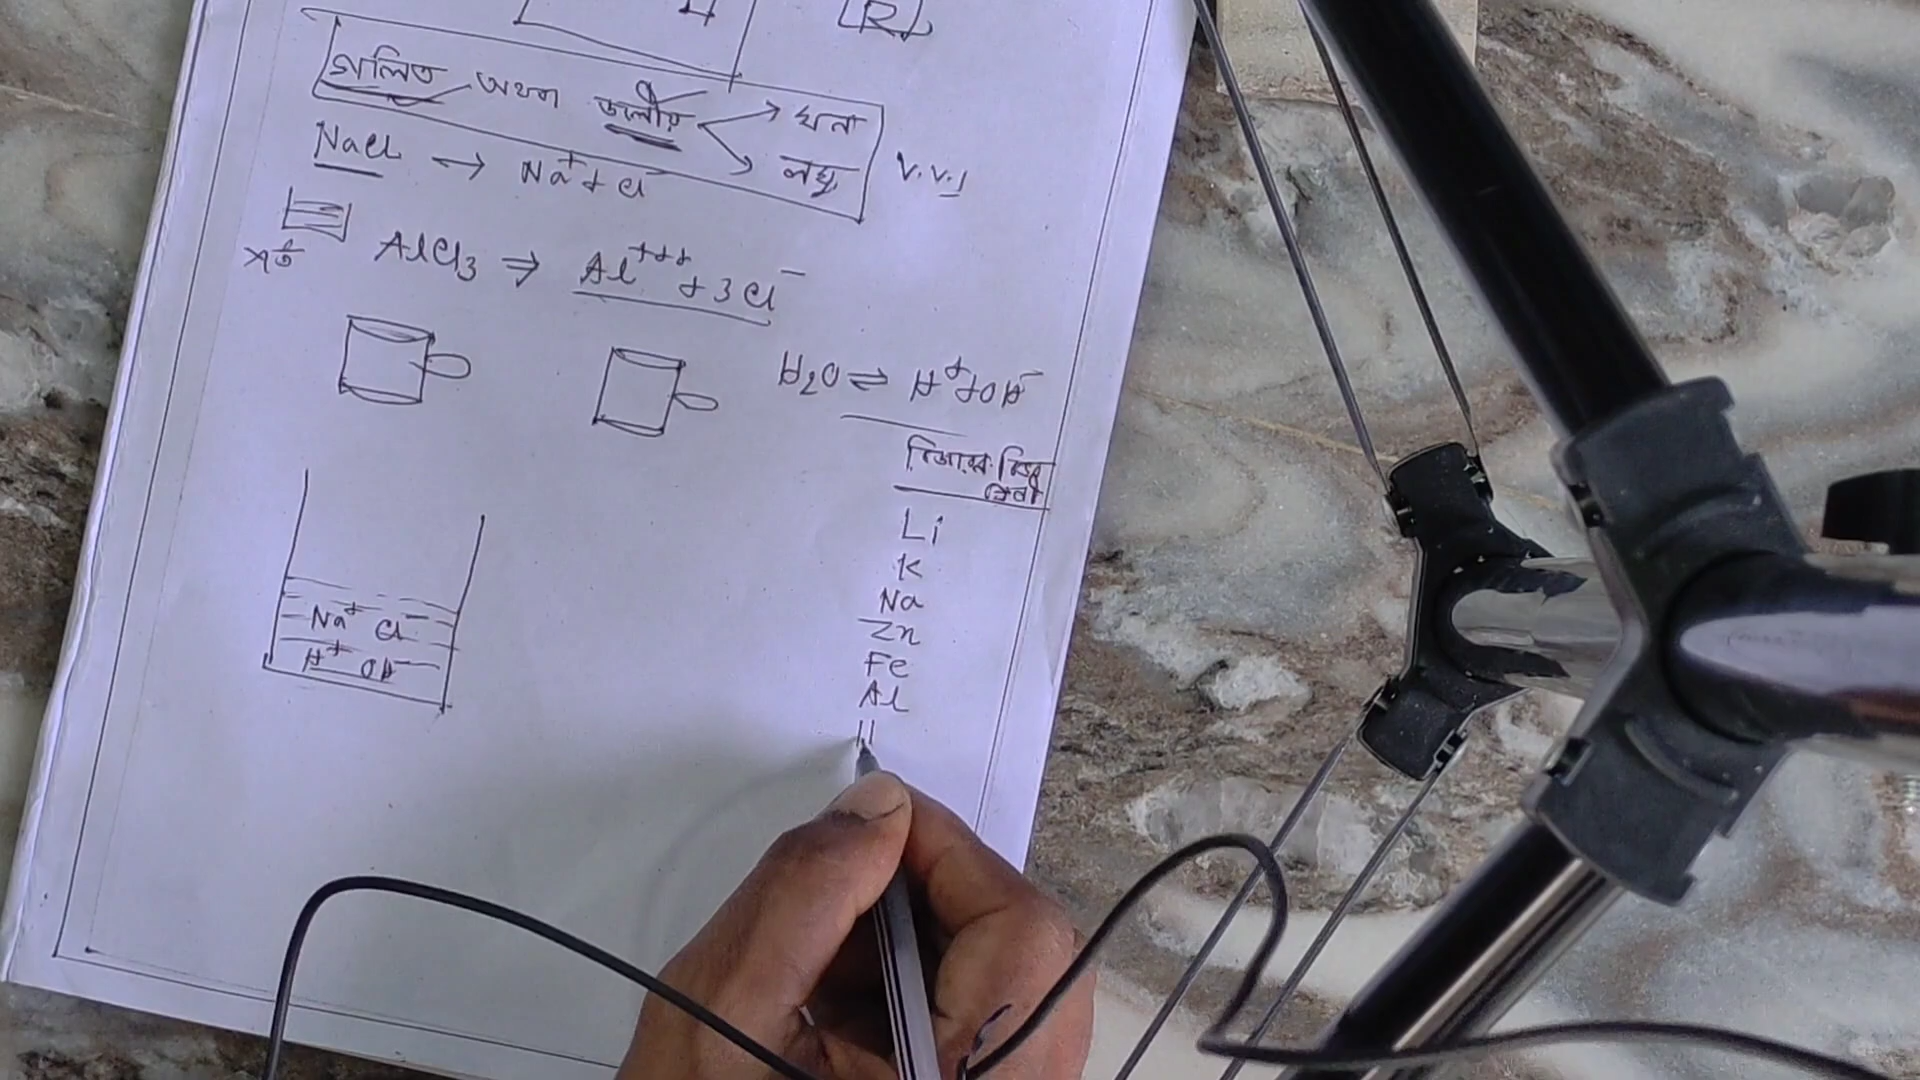 4
R
গলিত অথবা জলীয় → ঘন
→ লঘু
V.V.I
NaCl → Na⁺ + Cl⁻
AlCl₃ ⇒ Al⁺⁺⁺ + 3Cl⁻
H₂O ⇌ H⁺ + OH⁻
Li
K
Na
Zn
Fe
Al
Na⁺ Cl⁻
H⁺ OH⁻